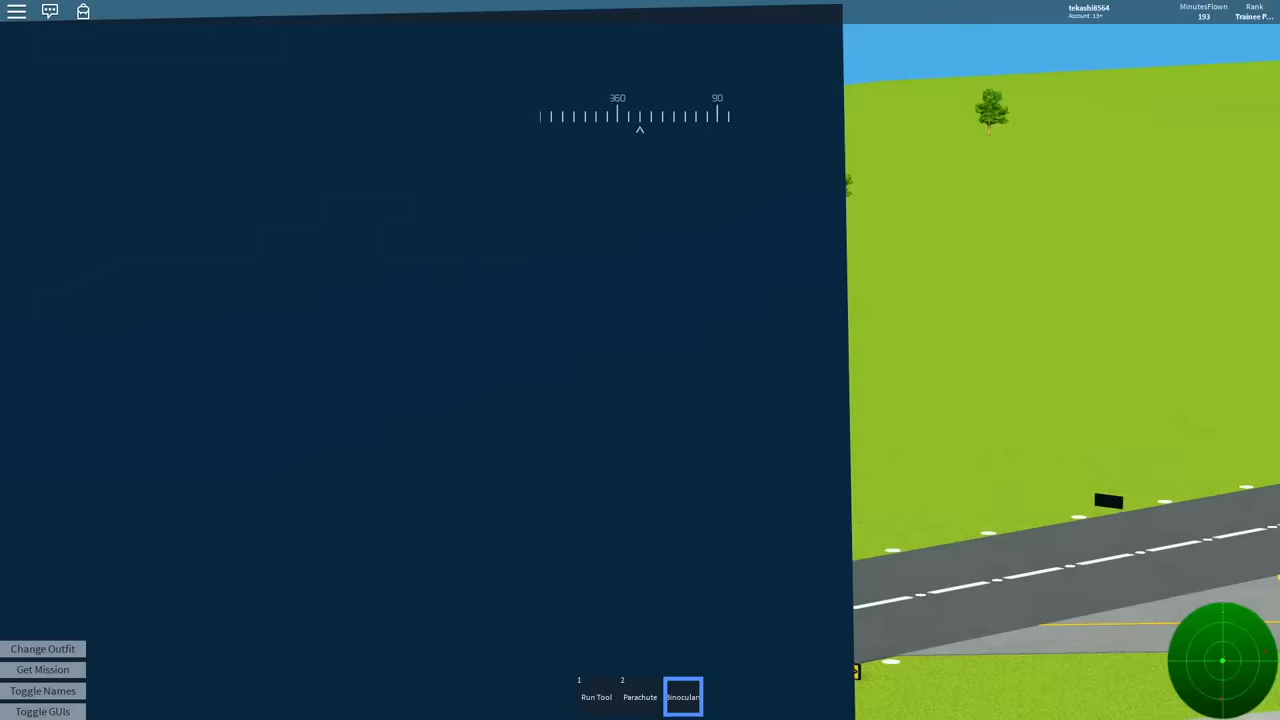 tekashi8564
Account: 13+
MinutesFlown
193
Rank
Trainee P...
360
90
Change Outfit
Get Mission
Toggle Names
Toggle GUIs
1
Run Tool
2
Parachute
Binocular